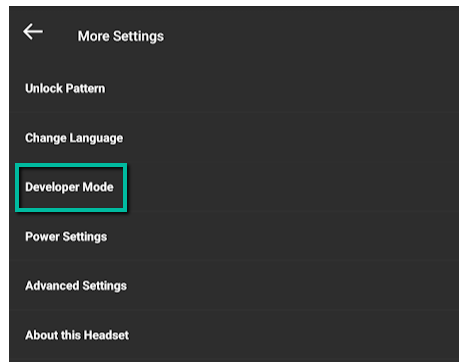 More Settings
Unlock Pattern
Change Language
Developer Mode
Power Settings
Advanced Settings
About this Headset